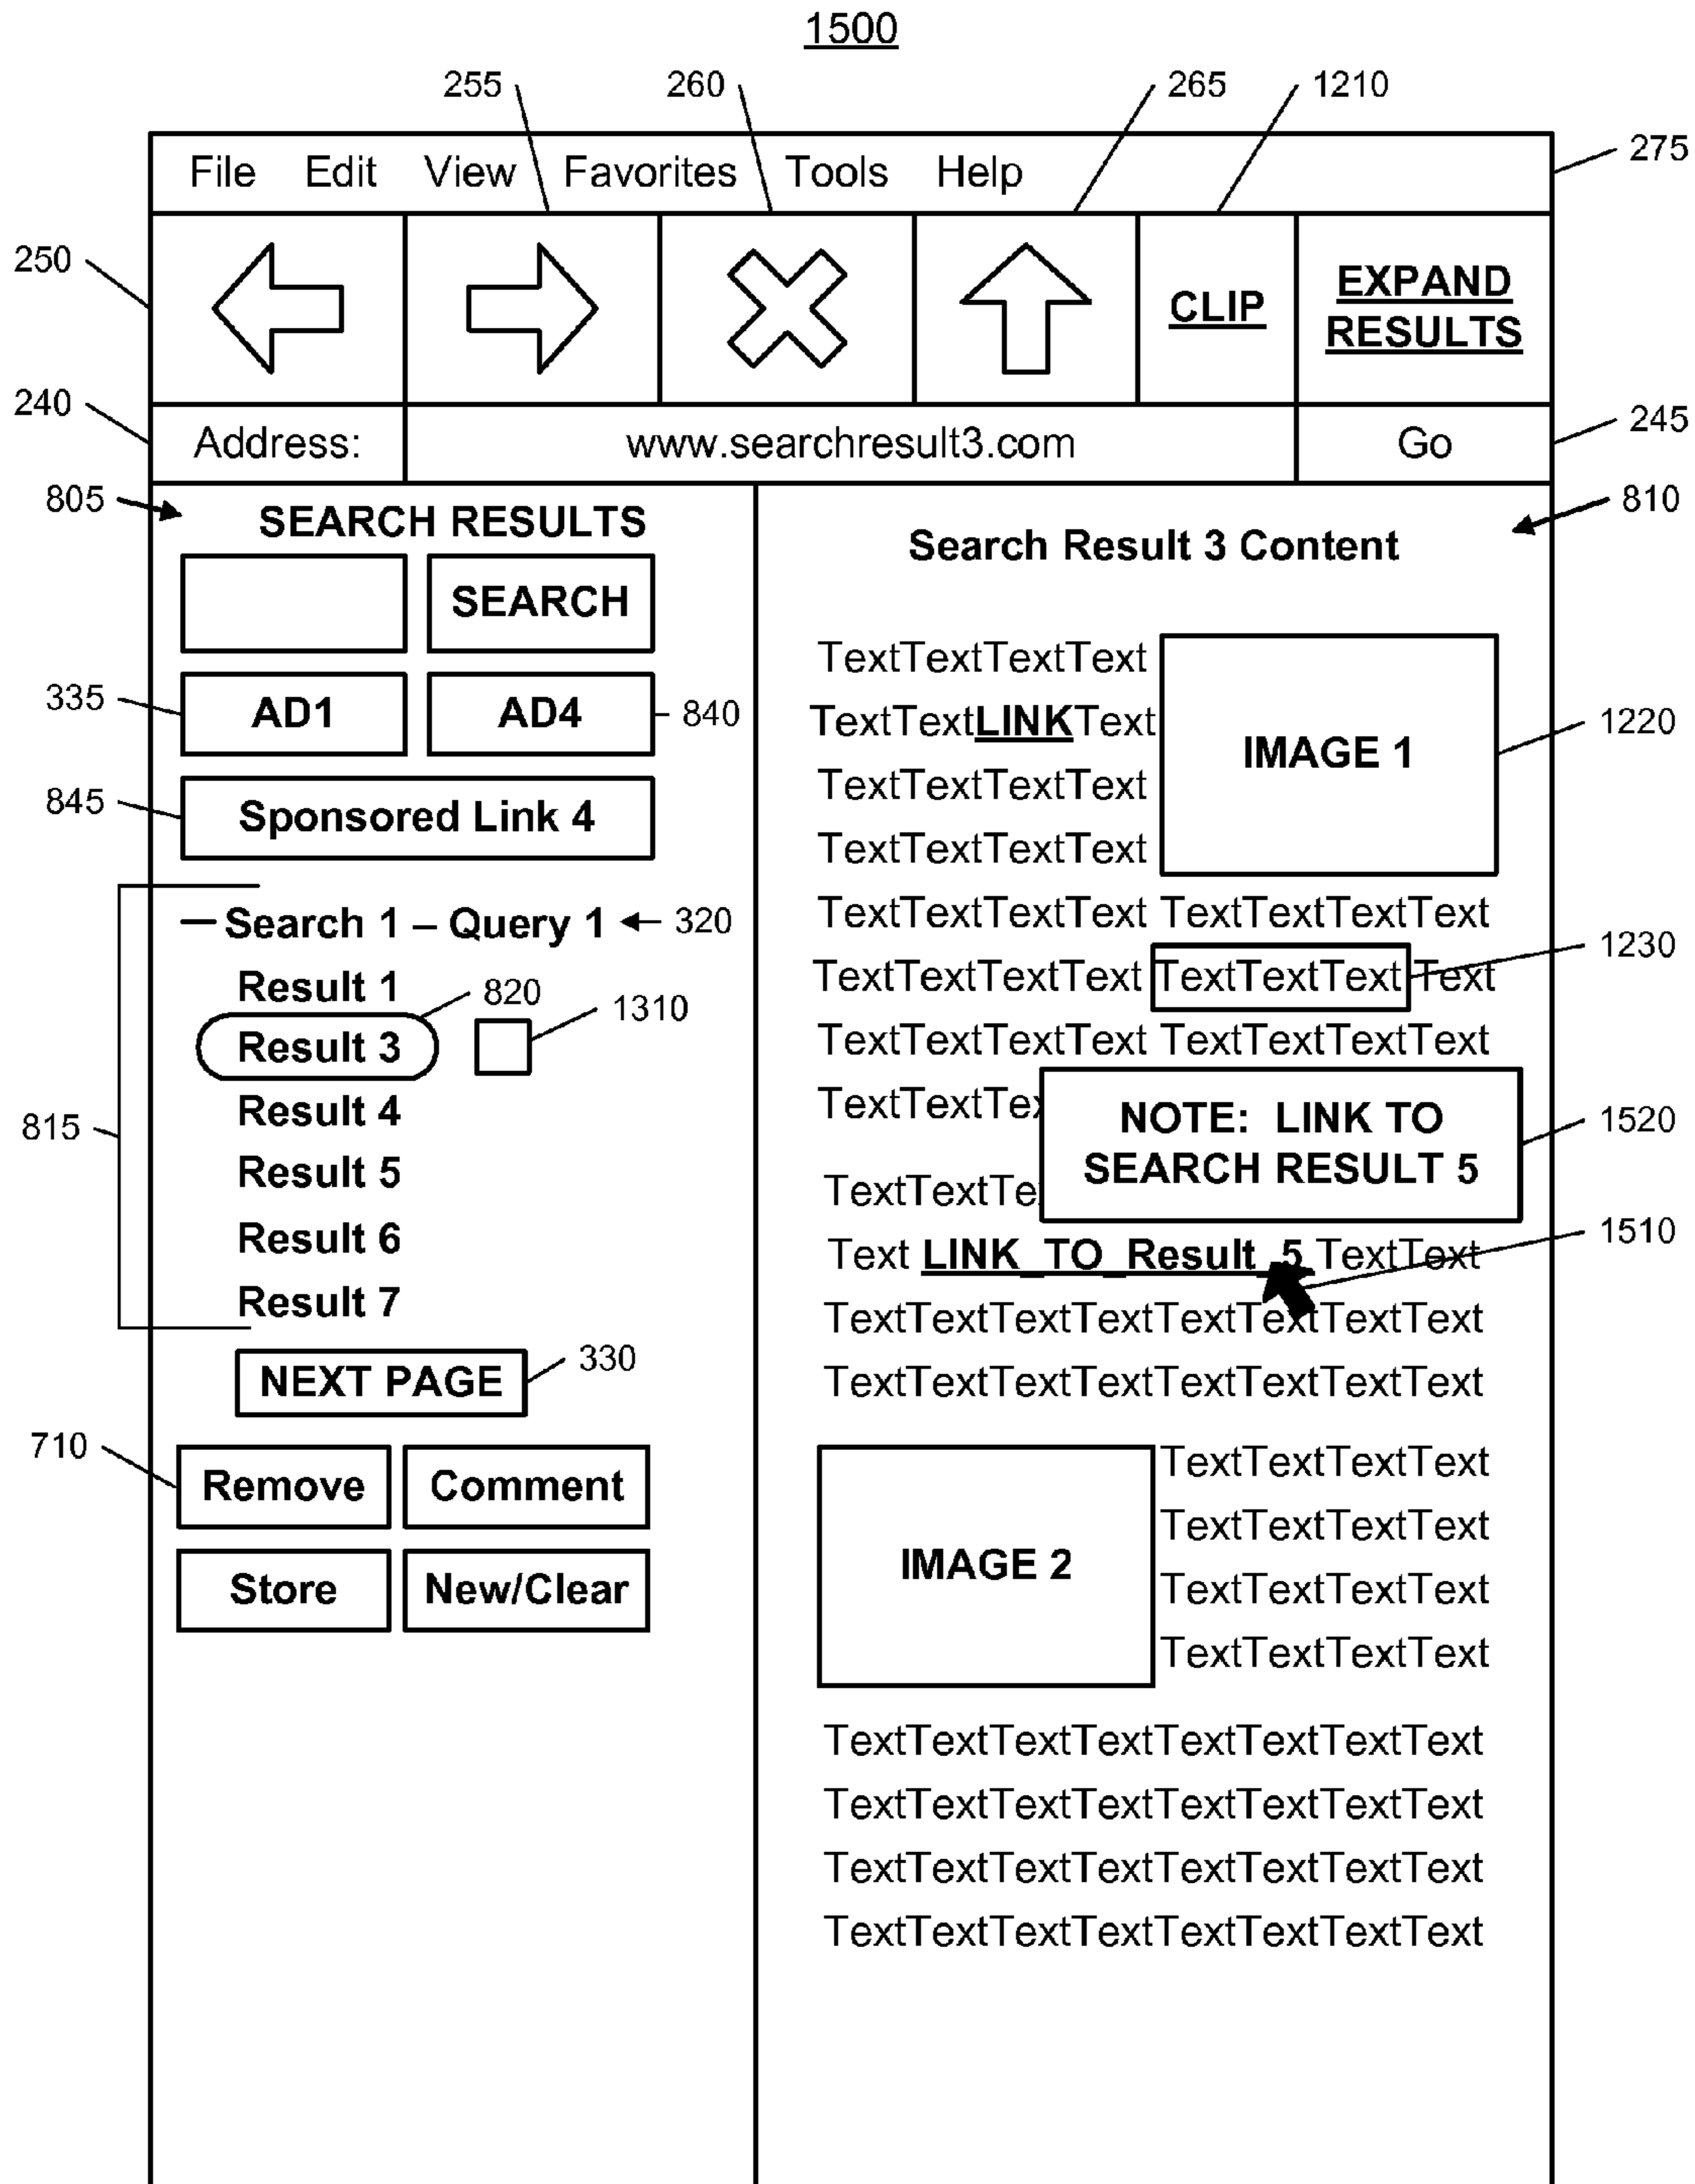 1500
255 260 265 1210
File Edit View Favorites Tools Help 275
250
CLIP EXPAND
RESULTS
240 Address: www.searchresult3.com Go 245
805 SEARCH RESULTS
SEARCH
335 AD1 AD4 840
845 Sponsored Link 4
— Search 1 – Query 1 320
Result 1 820
Result 3 1310
815
Result 4
Result 5
Result 6
Result 7
NEXT PAGE 330
710 Remove Comment
Store New/Clear
810
Search Result 3 Content
TextTextTextText
TextTextLINKText
TextTextTextText
TextTextTextText
IMAGE 1 1220
TextTextTextText TextTextTextText
TextTextTextText TextTextText Text 1230
TextTextTextText TextTextTextText
TextTextTex
NOTE: LINK TO
SEARCH RESULT 5 1520
TextTextTe
Text LINK_TO_Result_5 TextText 1510
TextTextTextTextTextTextTextText
TextTextTextTextTextTextTextText
IMAGE 2
TextTextTextText
TextTextTextText
TextTextTextText
TextTextTextText
TextTextTextTextTextTextTextText
TextTextTextTextTextTextTextText
TextTextTextTextTextTextTextText
TextTextTextTextTextTextTextText